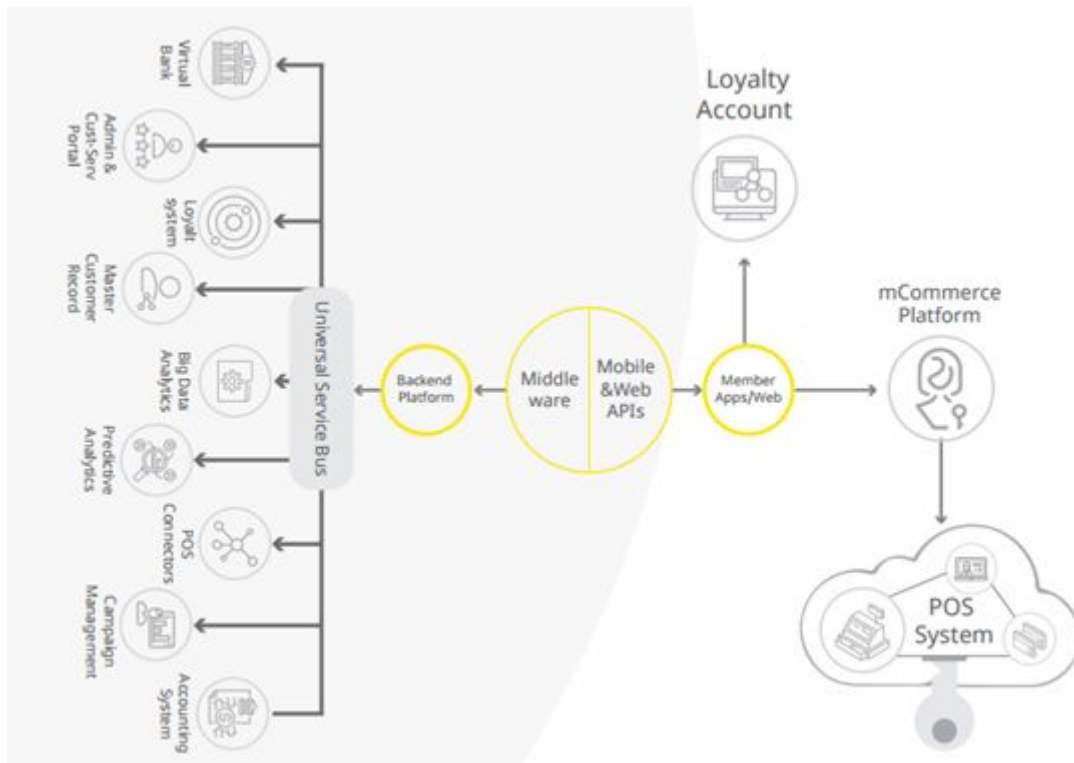 Virtual
Bank
Admin &
Cust-Serv
Portal
Loyalt
system
Master
Customer
Record
Big Data
Analytics
Predictive
Analytics
POS
Connectors
Campaign
Management
Accounting
System
Universal Service Bus
Backend
Platform
Middle
ware
Mobile
&Web
APIs
Member
Apps/Web
Loyalty
Account
mCommerce
Platform
POS
System